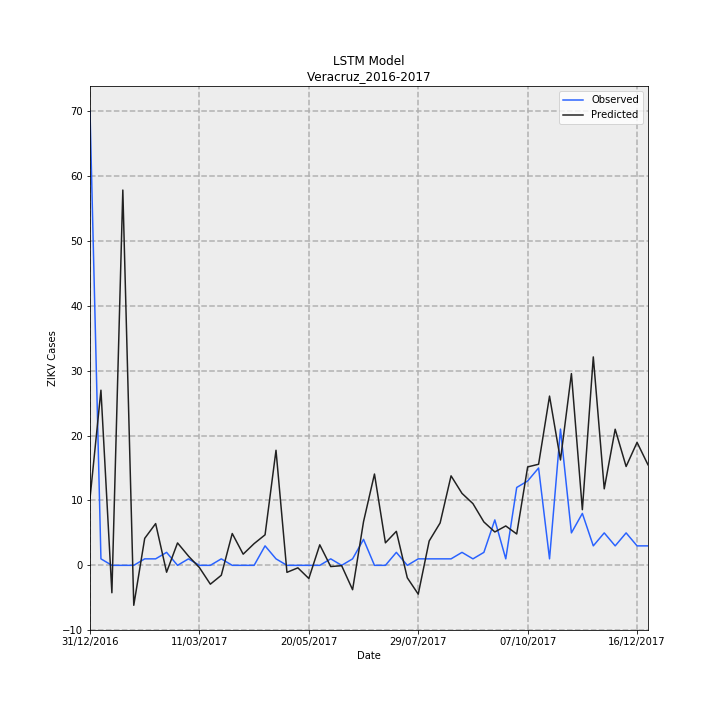 LSTM Model
Veracruz_2016-2017
Observed
Predicted
70
60
50
40
30
20
10
0
−10
ZIKV Cases
31/12/2016
11/03/2017
20/05/2017
29/07/2017
07/10/2017
16/12/2017
Date